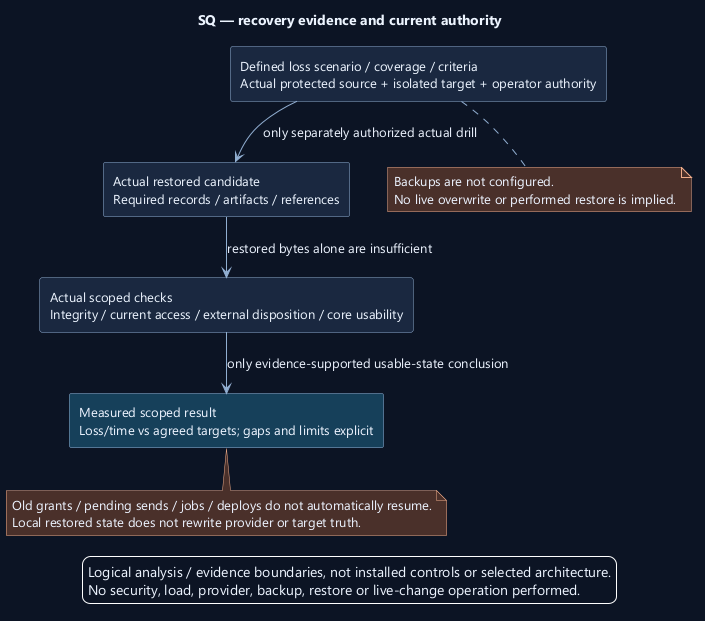 SQ — recovery evidence and current authority
Defined loss scenario / coverage / criteria
Actual protected source + isolated target + operator authority
only separately authorized actual drill
Actual restored candidate
Required records / artifacts / references
Backups are not configured.
No live overwrite or performed restore is implied.
restored bytes alone are insufficient
Actual scoped checks
Integrity / current access / external disposition / core usability
only evidence-supported usable-state conclusion
Measured scoped result
Loss/time vs agreed targets; gaps and limits explicit
Old grants / pending sends / jobs / deploys do not automatically resume.
Local restored state does not rewrite provider or target truth.
Logical analysis / evidence boundaries, not installed controls or selected architecture.
No security, load, provider, backup, restore or live-change operation performed.